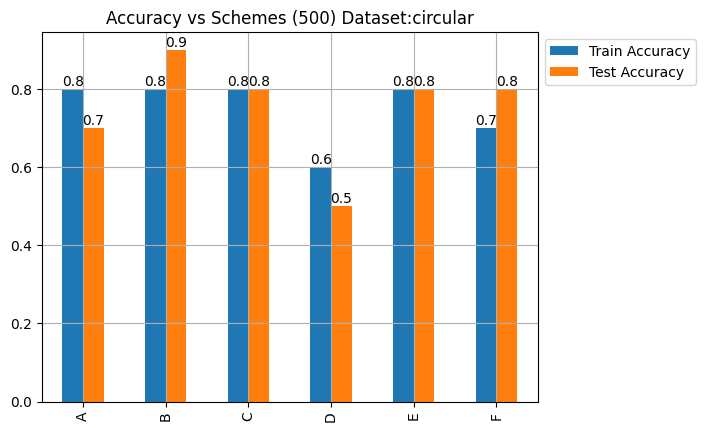 Accuracy vs Schemes (500) Dataset:circular
Train Accuracy
Test Accuracy
0.8
0.6
0.4
0.2
0.0
0.8
0.7
0.8
0.9
0.8
0.8
0.6
0.5
0.8
0.8
0.7
0.8
A
B
C
D
E
F